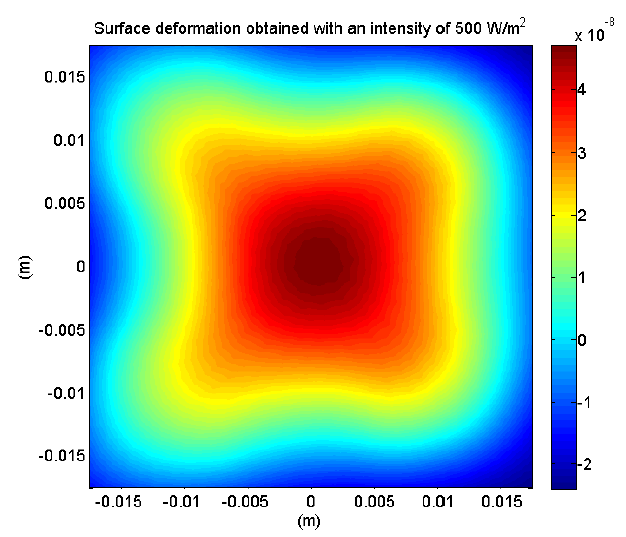 Surface deformation obtained with an intensity of 500 W/m²
x 10⁻⁸
0.015
0.01
0.005
0
-0.005
-0.01
-0.015
(m)
-0.015 -0.01 -0.005 0 0.005 0.01 0.015
(m)
4
3
2
1
0
-1
-2